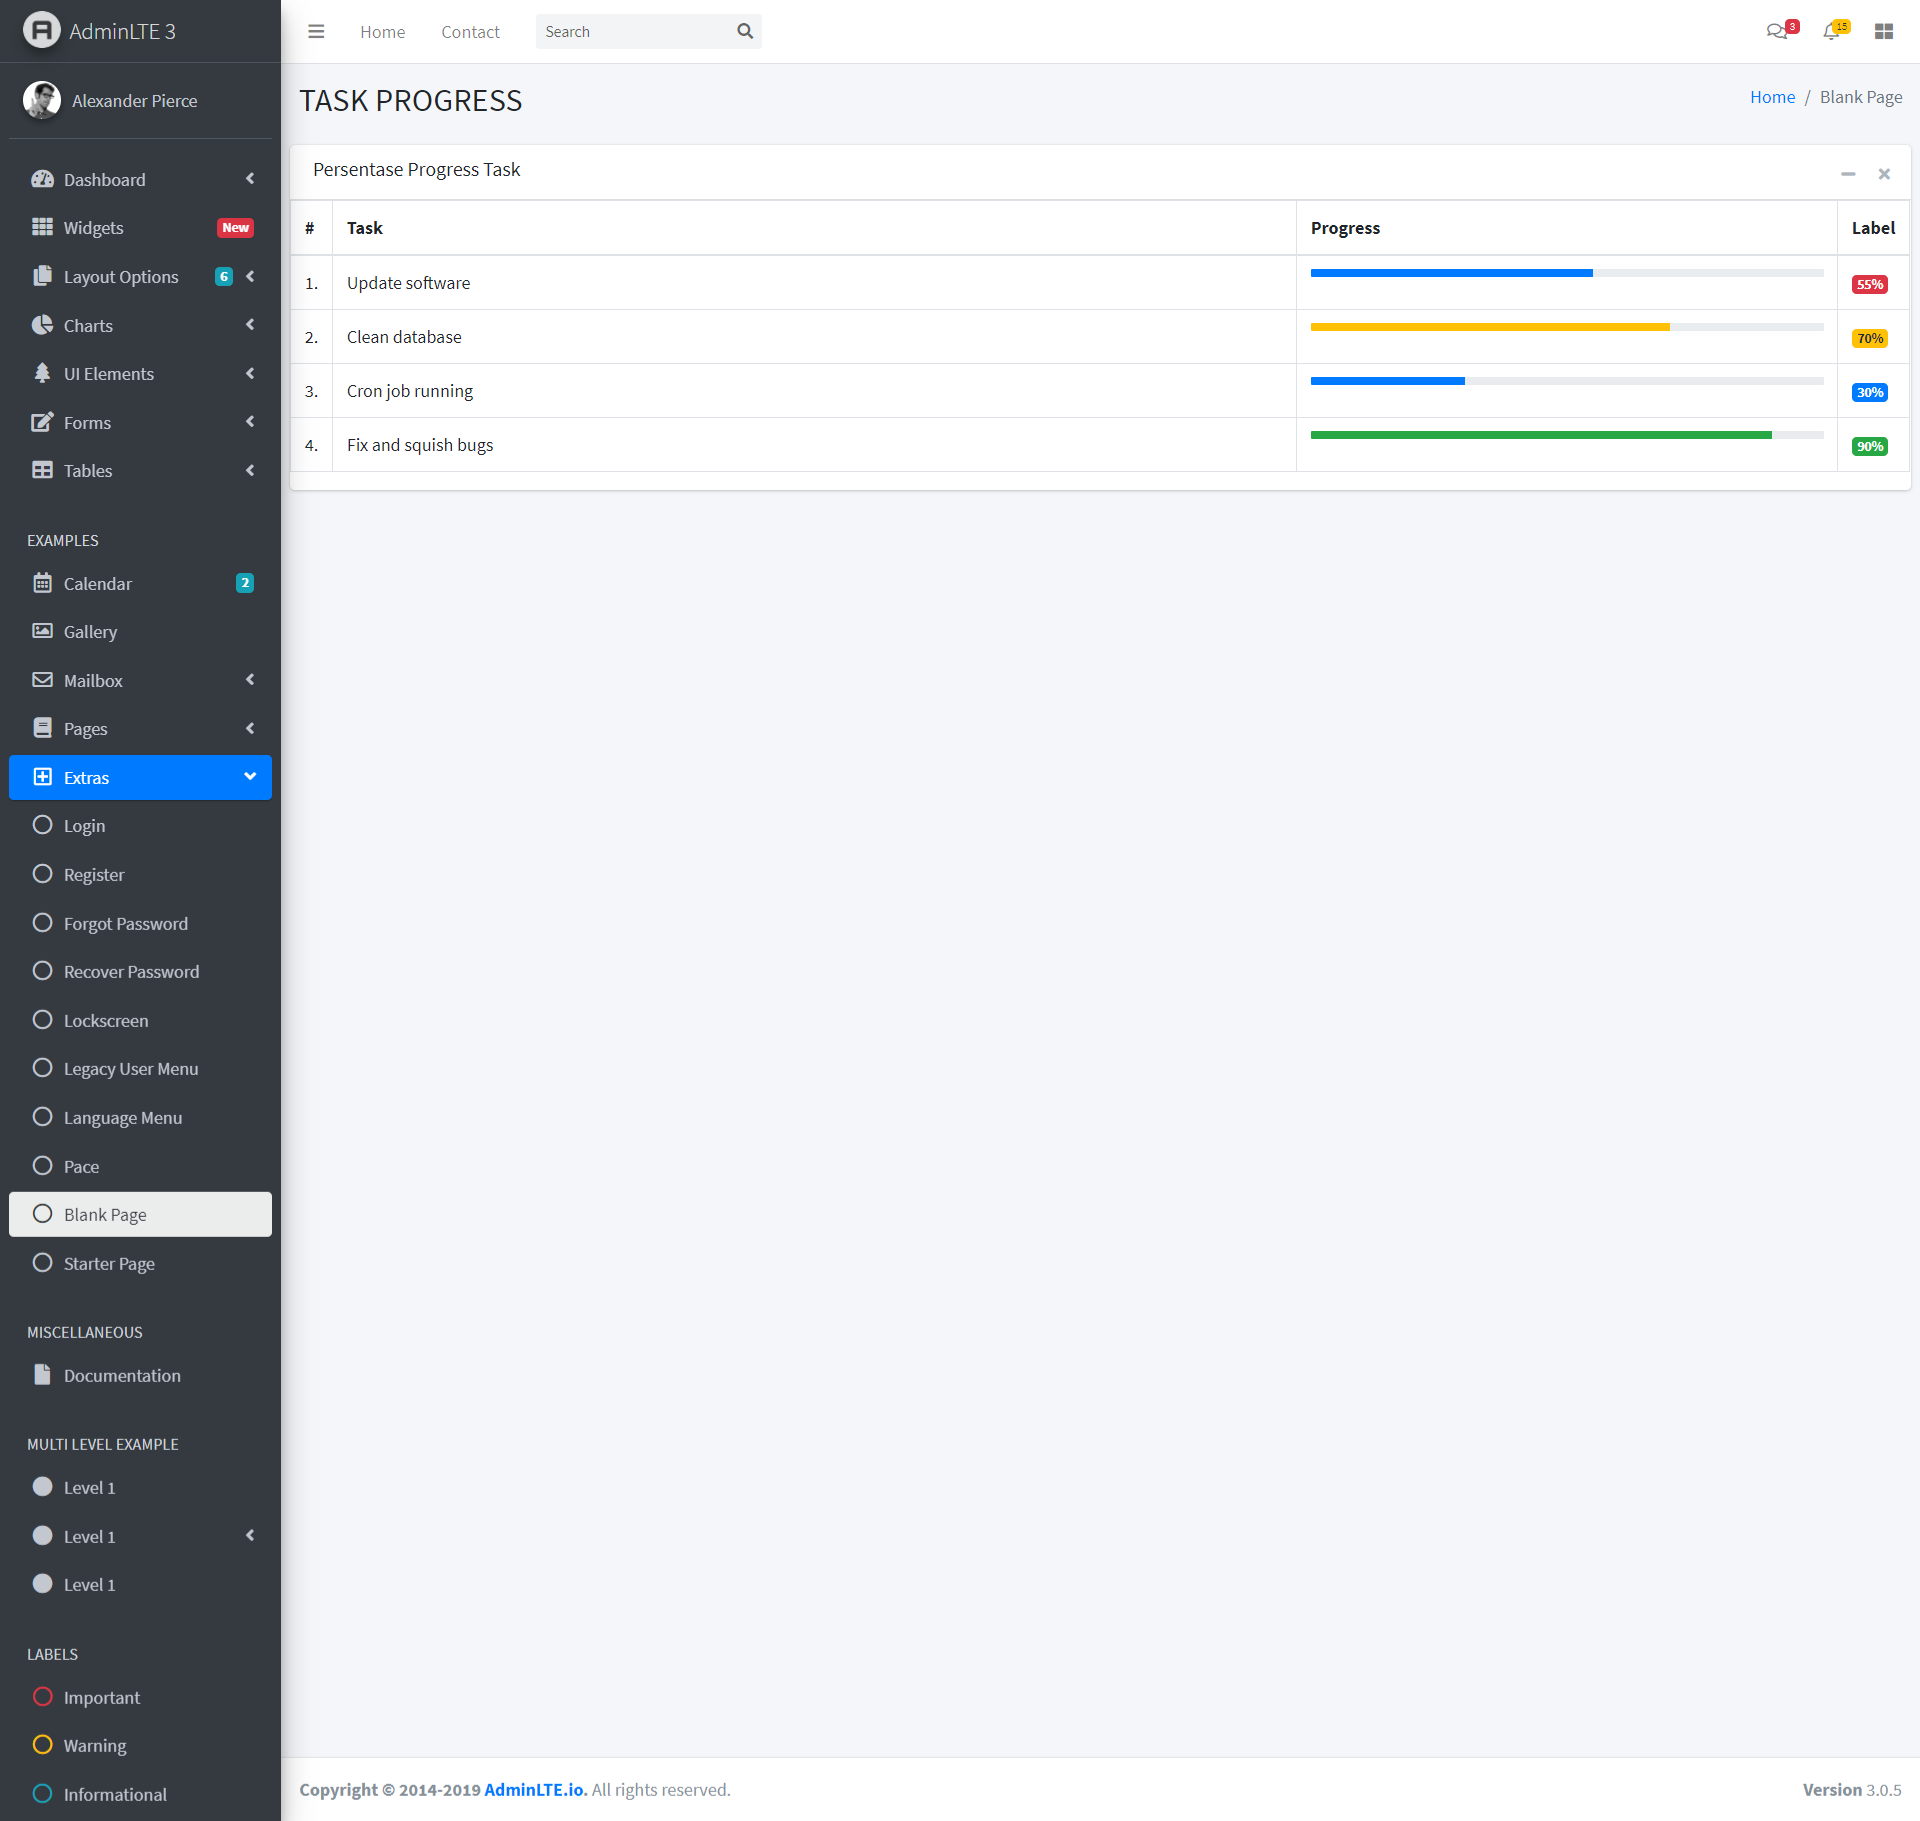 AdminLTE 3
Home
Contact
Search
3
15
Alexander Pierce
TASK PROGRESS
Home / Blank Page
Persentase Progress Task
# Task Progress Label
1. Update software 55%
2. Clean database 70%
3. Cron job running 30%
4. Fix and squish bugs 90%
Dashboard
Widgets New
Layout Options 6
Charts
UI Elements
Forms
Tables
EXAMPLES
Calendar 2
Gallery
Mailbox
Pages
Extras
Login
Register
Forgot Password
Recover Password
Lockscreen
Legacy User Menu
Language Menu
Pace
Blank Page
Starter Page
MISCELLANEOUS
Documentation
MULTI LEVEL EXAMPLE
Level 1
Level 1
Level 1
LABELS
Important
Warning
Informational
Copyright © 2014-2019 AdminLTE.io. All rights reserved.
Version 3.0.5